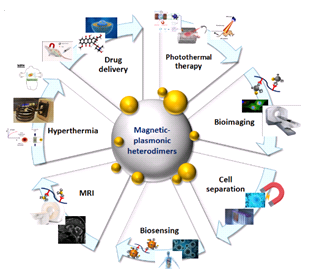 Drug
delivery
Photothermal
therapy
Bioimaging
Cell
separation
Biosensing
MRI
Hyperthermia
Magnetic-
plasmonic
heterodimers